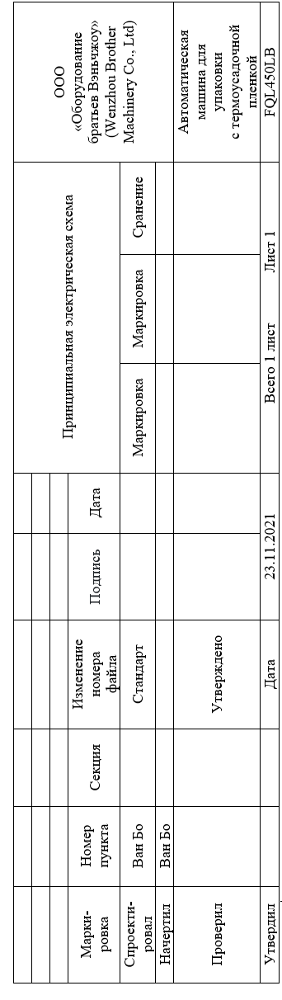 Марки-
ровка
Номер
пункта
Секция
Изменение
номера
файла
Подпись
Дата
Принципиальная электрическая схема
ООО
«Оборудование
братьев Вэньчжоу»
(Wenzhou Brother
Machinery Co., Ltd)
Спроекти-
ровал
Ван Бо
Стандарт
Маркировка
Маркировка
Сранение
Начертил
Ван Бо
Проверил
Утверждено
Автоматическая
машина для
упаковки
с термоусадочной
пленкой
Утвердил
Дата
23.11.2021
Всего 1 лист
Лист 1
FQL450LB